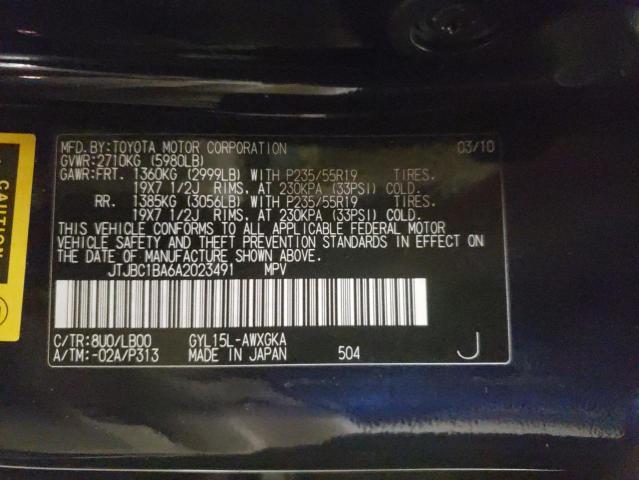 MFD.BY:TOYOTA MOTOR CORPORATION 03/10
GVWR:2710KG (5980LB)
GAWR:FRT. 1360KG (2999LB) WITH P235/55R19 TIRES.
19X7 1/2J RIMS. AT 230KPA (33PSI) COLD.
RR. 1385KG (3056LB) WITH P235/55R19 TIRES.
19X7 1/2J RIMS. AT 230KPA (33PSI) COLD.
THIS VEHICLE CONFORMS TO ALL APPLICABLE FEDERAL MOTOR
VEHICLE SAFETY AND THEFT PREVENTION STANDARDS IN EFFECT ON
THE DATE OF MANUFACTURE SHOWN ABOVE.
JTJBC1BA6A2023491 MPV
C/TR:8U0/LB00 GYL15L-AWXGKA
A/TM:-02A/P313 MADE IN JAPAN 504 J
CAUTION